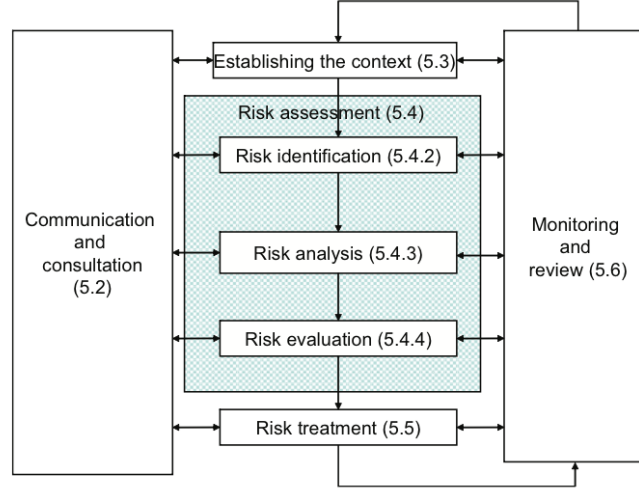 Establishing the context (5.3)
Risk assessment (5.4)
Risk identification (5.4.2)
Communication
and
consultation
(5.2)
Risk analysis (5.4.3)
Monitoring
and
review (5.6)
Risk evaluation (5.4.4)
Risk treatment (5.5)